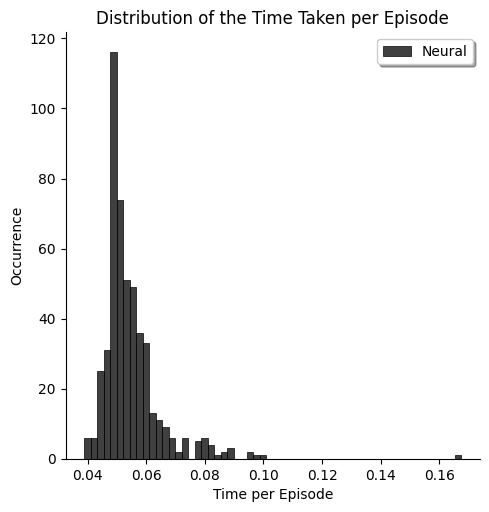 Distribution of the Time Taken per Episode
Neural
120
100
80
60
40
20
0
Occurrence
0.04 0.06 0.08 0.10 0.12 0.14 0.16
Time per Episode